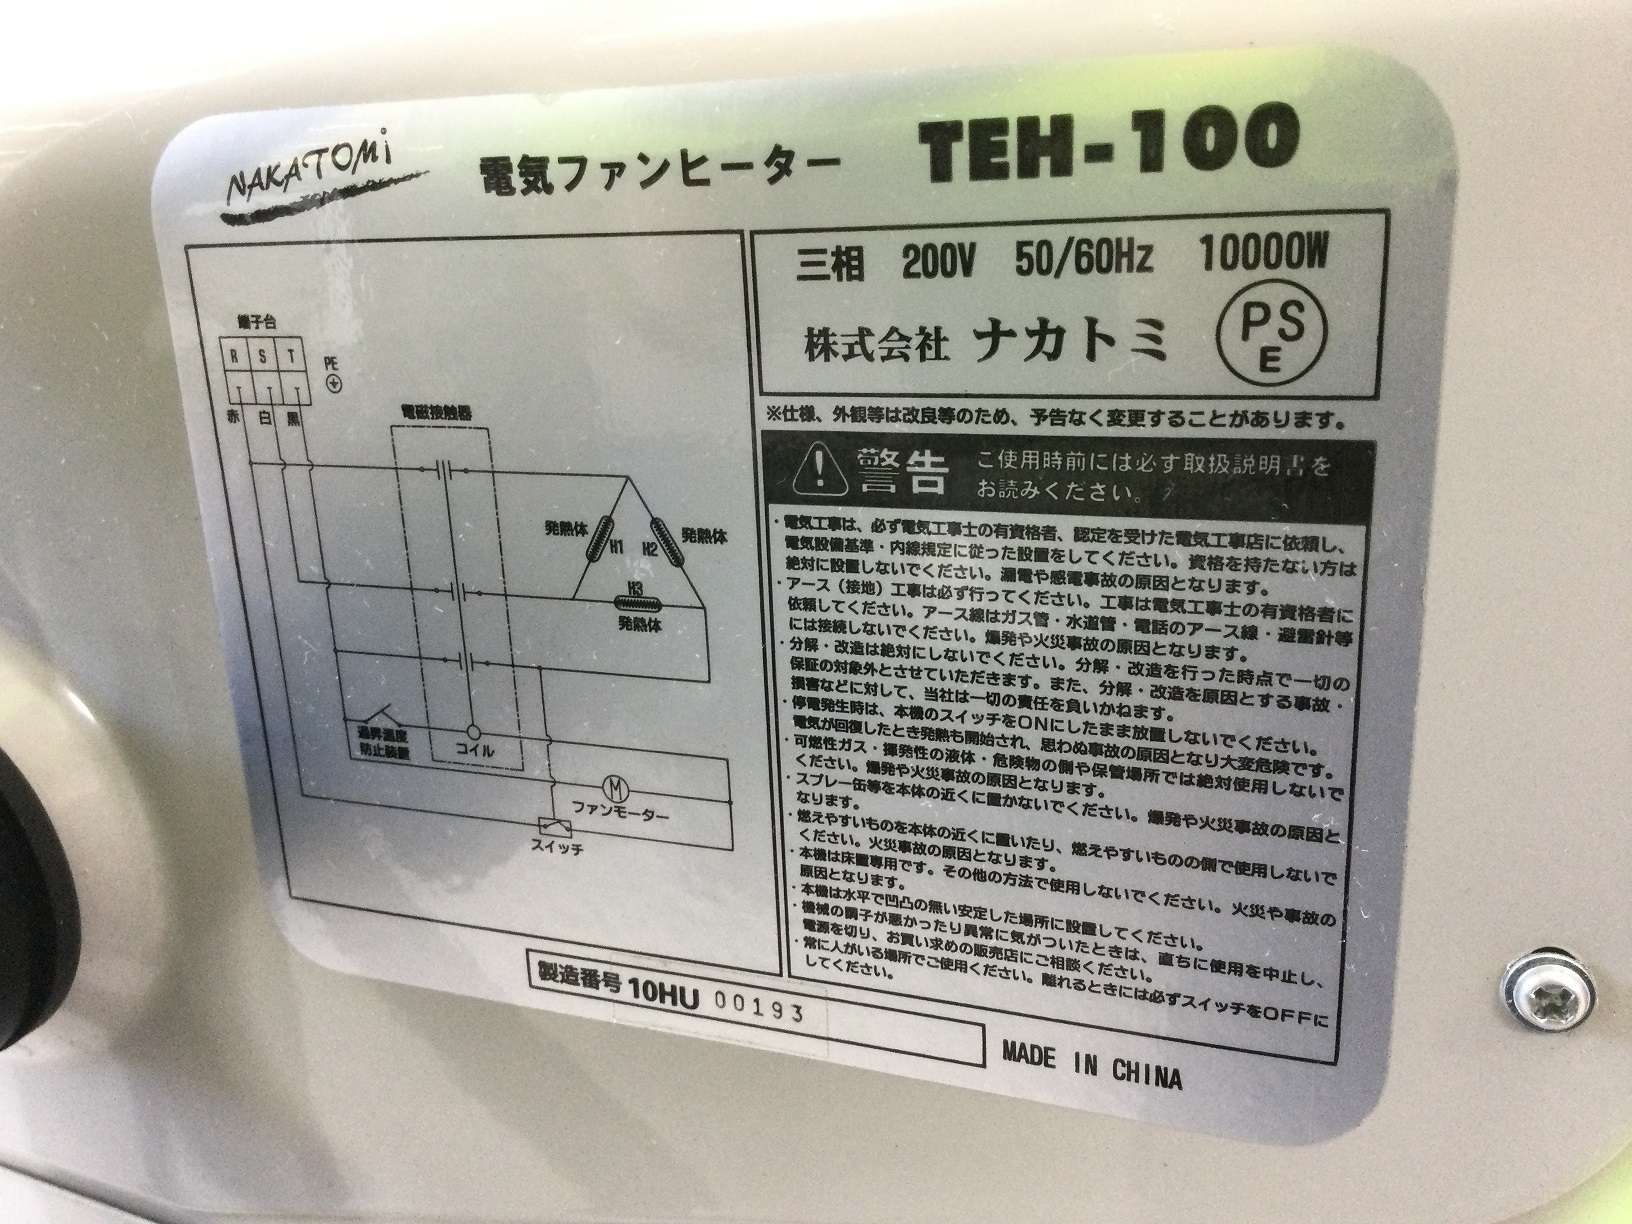 NAKATOMi
電気ファンヒーター
TEH-100
三相 200V 50/60Hz 10000W
株式会社 ナカトミ
PS
E
※仕様、外観等は改良等のため、予告なく変更することがあります。
端子台
R S T
T T T
PE
赤 白 黒
電磁接触器
発熱体
H1 H2
発熱体
H3
発熱体
過昇温度
防止装置
コイル
M
ファンモーター
スイッチ
警告
ご使用時前には必ず取扱説明書を
お読みください。
・電気工事は、必ず電気工事士の有資格者、認定を受けた電気工事店に依頼し、
電気設備基準・内線規定に従った設置をしてください。資格を持たない方は
絶対に設置しないでください。漏電や感電事故の原因となります。
・アース（接地）工事は必ず行ってください。工事は電気工事士の有資格者に
依頼してください。アース線はガス管・水道管・電話のアース線・避雷針等
には接続しないでください。爆発や火災事故の原因となります。
・分解・改造は絶対にしないでください。分解・改造を行った時点で一切の
保証の対象外とさせていただきます。また、分解・改造を原因とする事故・
損害などに対して、当社は一切の責任を負いかねます。
・停電発生時は、本機のスイッチをONにしたまま放置しないでください。
電気が回復したとき発熱も開始され、思わぬ事故の原因となり大変危険です。
・可燃性ガス・揮発性の液体・危険物の側や保管場所では絶対使用しないで
ください。爆発や火災事故の原因となります。
・スプレー缶等を本体の近くに置かないでください。爆発や火災事故の原因と
なります。
・燃えやすいものを本体の近くに置いたり、燃えやすいものの側で使用しないで
ください。火災事故の原因となります。
・本機は床置専用です。その他の方法で使用しないでください。火災や事故の
原因となります。
・本機は水平で凹凸の無い安定した場所に設置してください。
・機械の調子が悪かったり異常に気がついたときは、直ちに使用を中止し、
電源を切り、お買い求めの販売店にご相談ください。
・常に人がいる場所でご使用ください。離れるときには必ずスイッチをOFFに
してください。
製造番号 10HU 00193
MADE IN CHINA